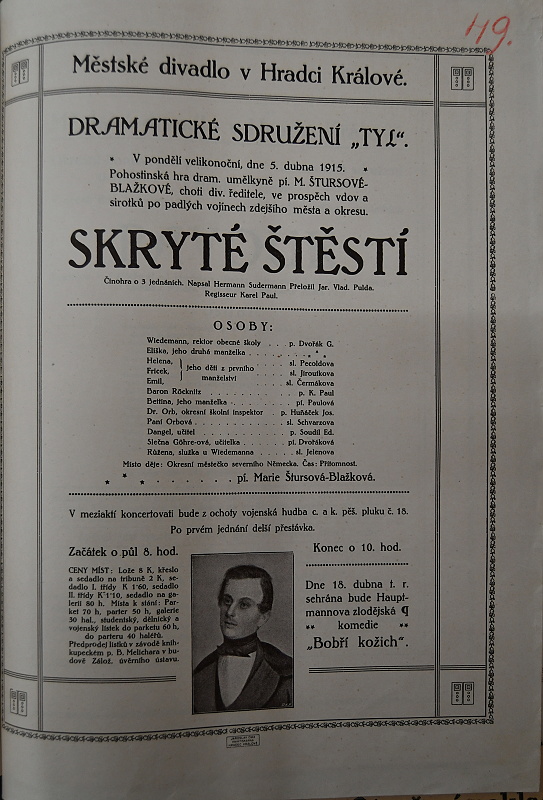 49.
Městské divadlo v Hradci Králové.
DRAMATICKÉ SDRUŽENÍ „TYL“.
* V pondělí velikonoční, dne 5. dubna 1915. *
Pohostinská hra dram. umělkyně pí. M. ŠTURSOVÉ-
BLAŽKOVÉ, choti div. ředitele, ve prospěch vdov a
sirotků po padlých vojínech zdejšího města a okresu.
SKRYTÉ ŠTĚSTÍ
Činohra o 3 jednáních. Napsal Hermann Sudermann Přeložil Jar. Vlad. Pulda.
Regisseur Karel Paul.
OSOBY:
Wiedemann, rektor obecné školy . . . p. Dvořák G.
Eliška, jeho druhá manželka . . . . . . . * * *
Helena, } jeho děti z prvního manželství . . . . sl. Pecoldova
Fricek, . . . . sl. Jiroutkova
Emil, . . . . sl. Čermákova
Baron Röcknitz . . . . . . . . . p. K. Paul
Bettina, jeho manželka . . . . . . . . pí. Paulová
Dr. Orb, okresní školní inspektor . . p. Huňáček Jos.
Paní Orbová . . . . . . . . . sl. Schvarzova
Dangel, učitel . . . . . . . . p. Soudil Ed.
Slečna Göhre-ová, učitelka . . . . . pí. Dvořáková
Růžena, služka u Wiedemanna . . . . sl. Jelenova
Místo děje: Okresní městečko severního Německa. Čas: Přítomnost.
* * * . . . . . . . pí. Marie Štursová-Blažková.
V meziaktí koncertovati bude z ochoty vojenská hudba c. a k. pěš. pluku č. 18.
Po prvém jednání delší přestávka.
Začátek o půl 8. hod.
CENY MÍST: Lože 8 K, křeslo
a sedadlo na tribuně 2 K, se-
dadlo I. třídy K 1·60, sedadlo
II. třídy K 1·10, sedadlo na ga-
lerii 80 h. Místa k stání: Par-
ket 70 h, parter 50 h, galerie
30 hal., studentský, dělnický a
vojenský lístek do parketu 60 h,
do parteru 40 haléřů.
Předprodej lístků v závodě knih-
kupeckém p. B. Melichara v bu-
dově Zálož. úvěrního ústavu.
Konec o 10. hod.
Dne 18. dubna t. r.
sehrána bude Haupt-
mannova zlodějská ¶
** komedie **
„Bobří kožich“.